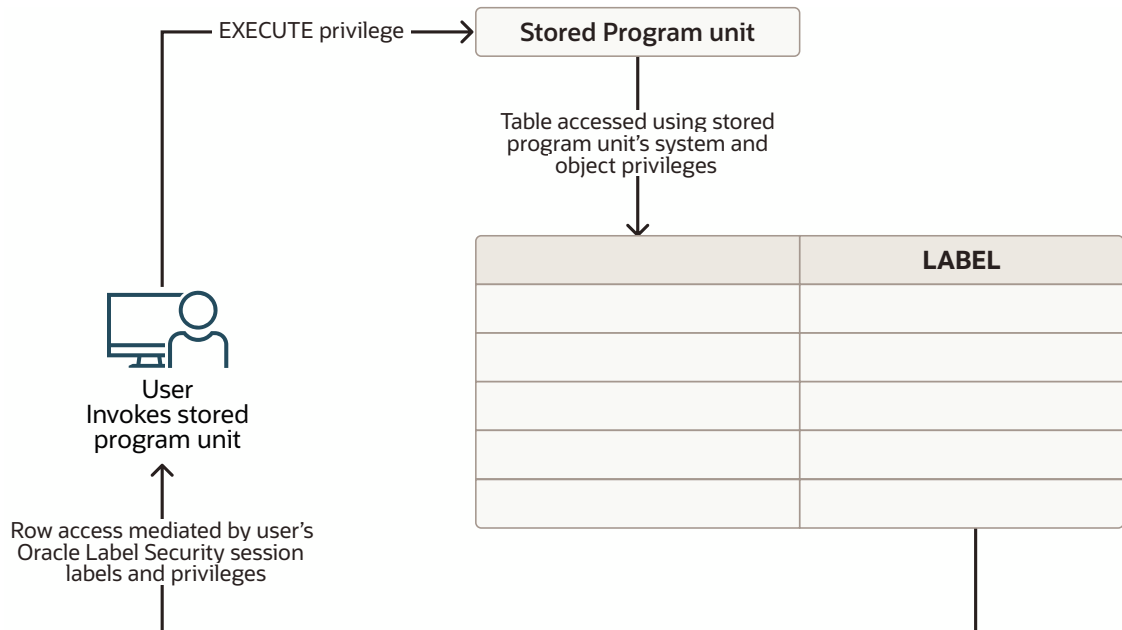 EXECUTE privilege
Stored Program unit
Table accessed using stored
program unit's system and
object privileges
LABEL
User
Invokes stored
program unit
Row access mediated by user's
Oracle Label Security session
labels and privileges